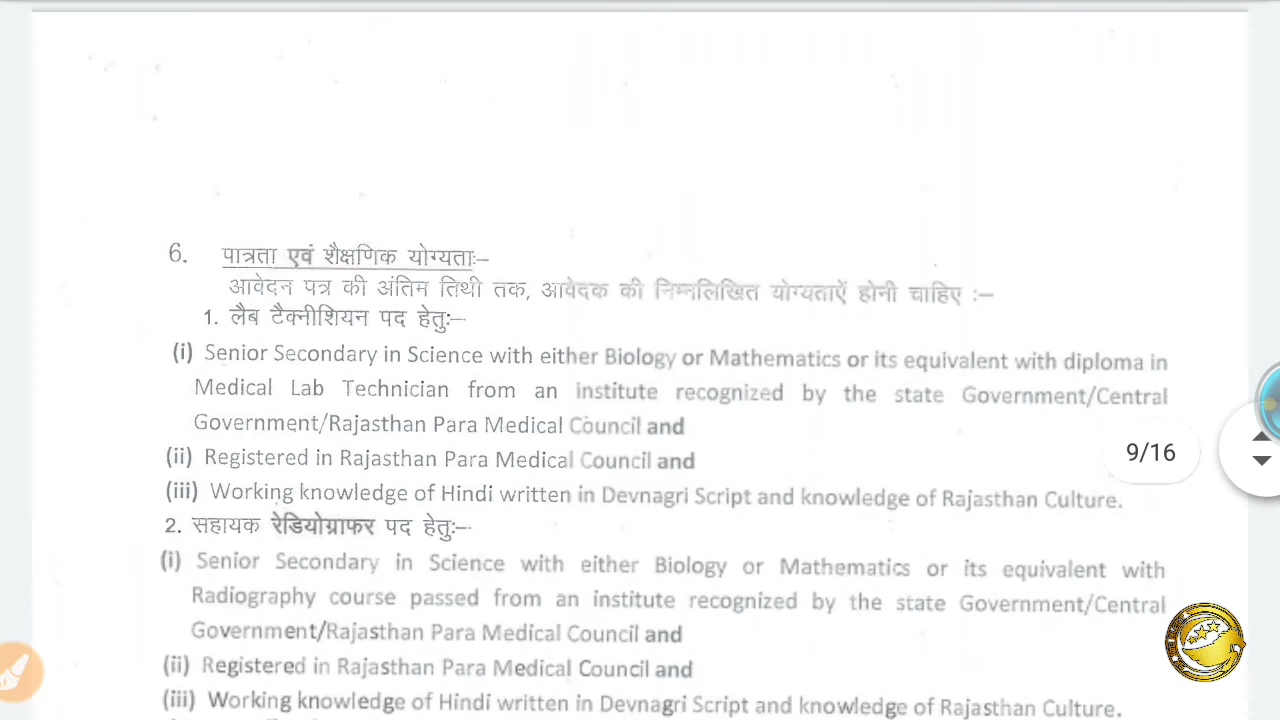 6. पात्रता एवं शैक्षणिक योग्यताः–
आवेदन पत्र की अंतिम तिथी तक, आवेदक की निम्नलिखित योग्यताऐं होनी चाहिए :–
1. लैब टैक्नीशियन पद हेतुः–
(i) Senior Secondary in Science with either Biology or Mathematics or its equivalent with diploma in
Medical Lab Technician from an institute recognized by the state Government/Central
Government/Rajasthan Para Medical Council and
(ii) Registered in Rajasthan Para Medical Council and
9/16
(iii) Working knowledge of Hindi written in Devnagri Script and knowledge of Rajasthan Culture.
2. सहायक रेडियोग्राफर पद हेतुः–
(i) Senior Secondary in Science with either Biology or Mathematics or its equivalent with
Radiography course passed from an institute recognized by the state Government/Central
Government/Rajasthan Para Medical Council and
(ii) Registered in Rajasthan Para Medical Council and
(iii) Working knowledge of Hindi written in Devnagri Script and knowledge of Rajasthan Culture.